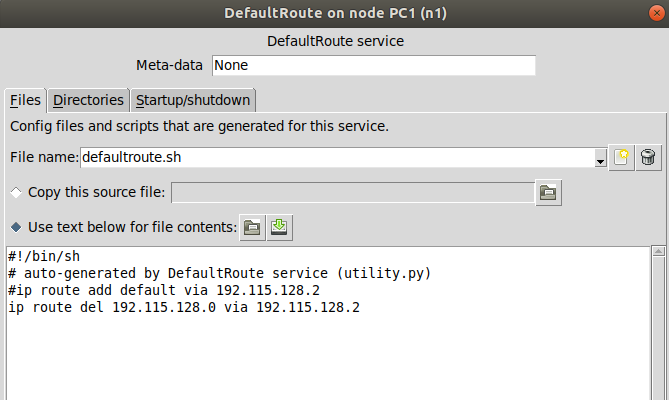 DefaultRoute on node PC1 (n1)
DefaultRoute service
Meta-data None
Files Directories Startup/shutdown
Config files and scripts that are generated for this service.
File name: defaultroute.sh
Copy this source file:
Use text below for file contents:
#!/bin/sh
# auto-generated by DefaultRoute service (utility.py)
#ip route add default via 192.115.128.2
ip route del 192.115.128.0 via 192.115.128.2